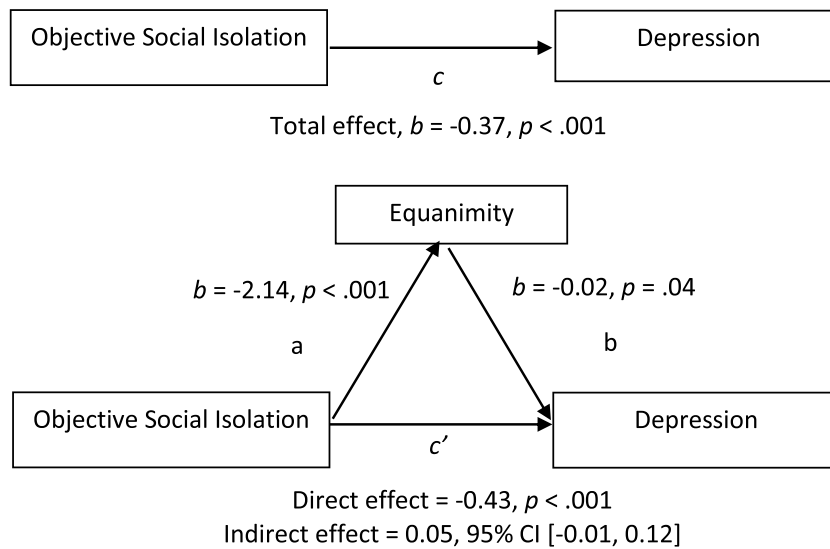 Objective Social Isolation
Depression
c
Total effect, b = -0.37, p < .001
Equanimity
b = -2.14, p < .001
b = -0.02, p = .04
a
b
Objective Social Isolation
Depression
c’
Direct effect = -0.43, p < .001
Indirect effect = 0.05, 95% CI [-0.01, 0.12]